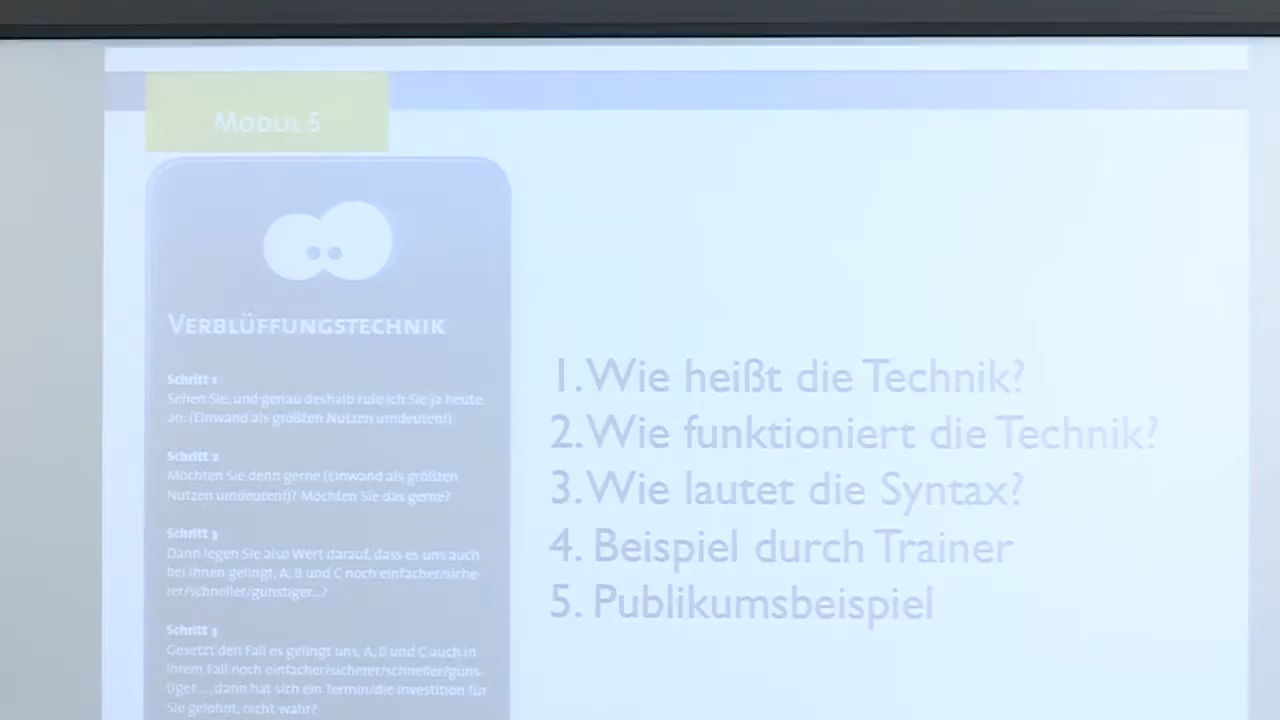 Modul 5
Verblüffungstechnik
Schritt 1
Sehen Sie, und genau deshalb rufe ich Sie ja heute
an: (Einwand als größten Nutzen umdeuten!)
Schritt 2
Möchten Sie denn gerne (Einwand als größten
Nutzen umdeuten!)? Möchten Sie das gerne?
Schritt 3
Dann legen Sie also Wert darauf, dass es uns auch
bei Ihnen gelingt, A, B und C noch einfacher/siche-
rer/schneller/günstiger...?
Schritt 3
Gesetzt den Fall es gelingt uns, A, B und C auch in
Ihrem Fall noch einfacher/sicherer/schneller/güns-
tiger ..., dann hat sich ein Termin/die Investition für
Sie gelohnt, nicht wahr?
1. Wie heißt die Technik?
2. Wie funktioniert die Technik?
3. Wie lautet die Syntax?
4. Beispiel durch Trainer
5. Publikumsbeispiel